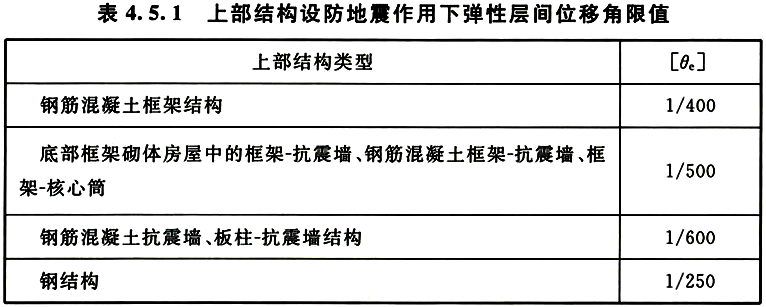 表 4.5.1 上部结构设防地震作用下弹性层间位移角限值
上部结构类型 [θe]
钢筋混凝土框架结构 1/400
底部框架砌体房屋中的框架-抗震墙、钢筋混凝土框架-抗震墙、框
架-核心筒 1/500
钢筋混凝土抗震墙、板柱-抗震墙结构 1/600
钢结构 1/250